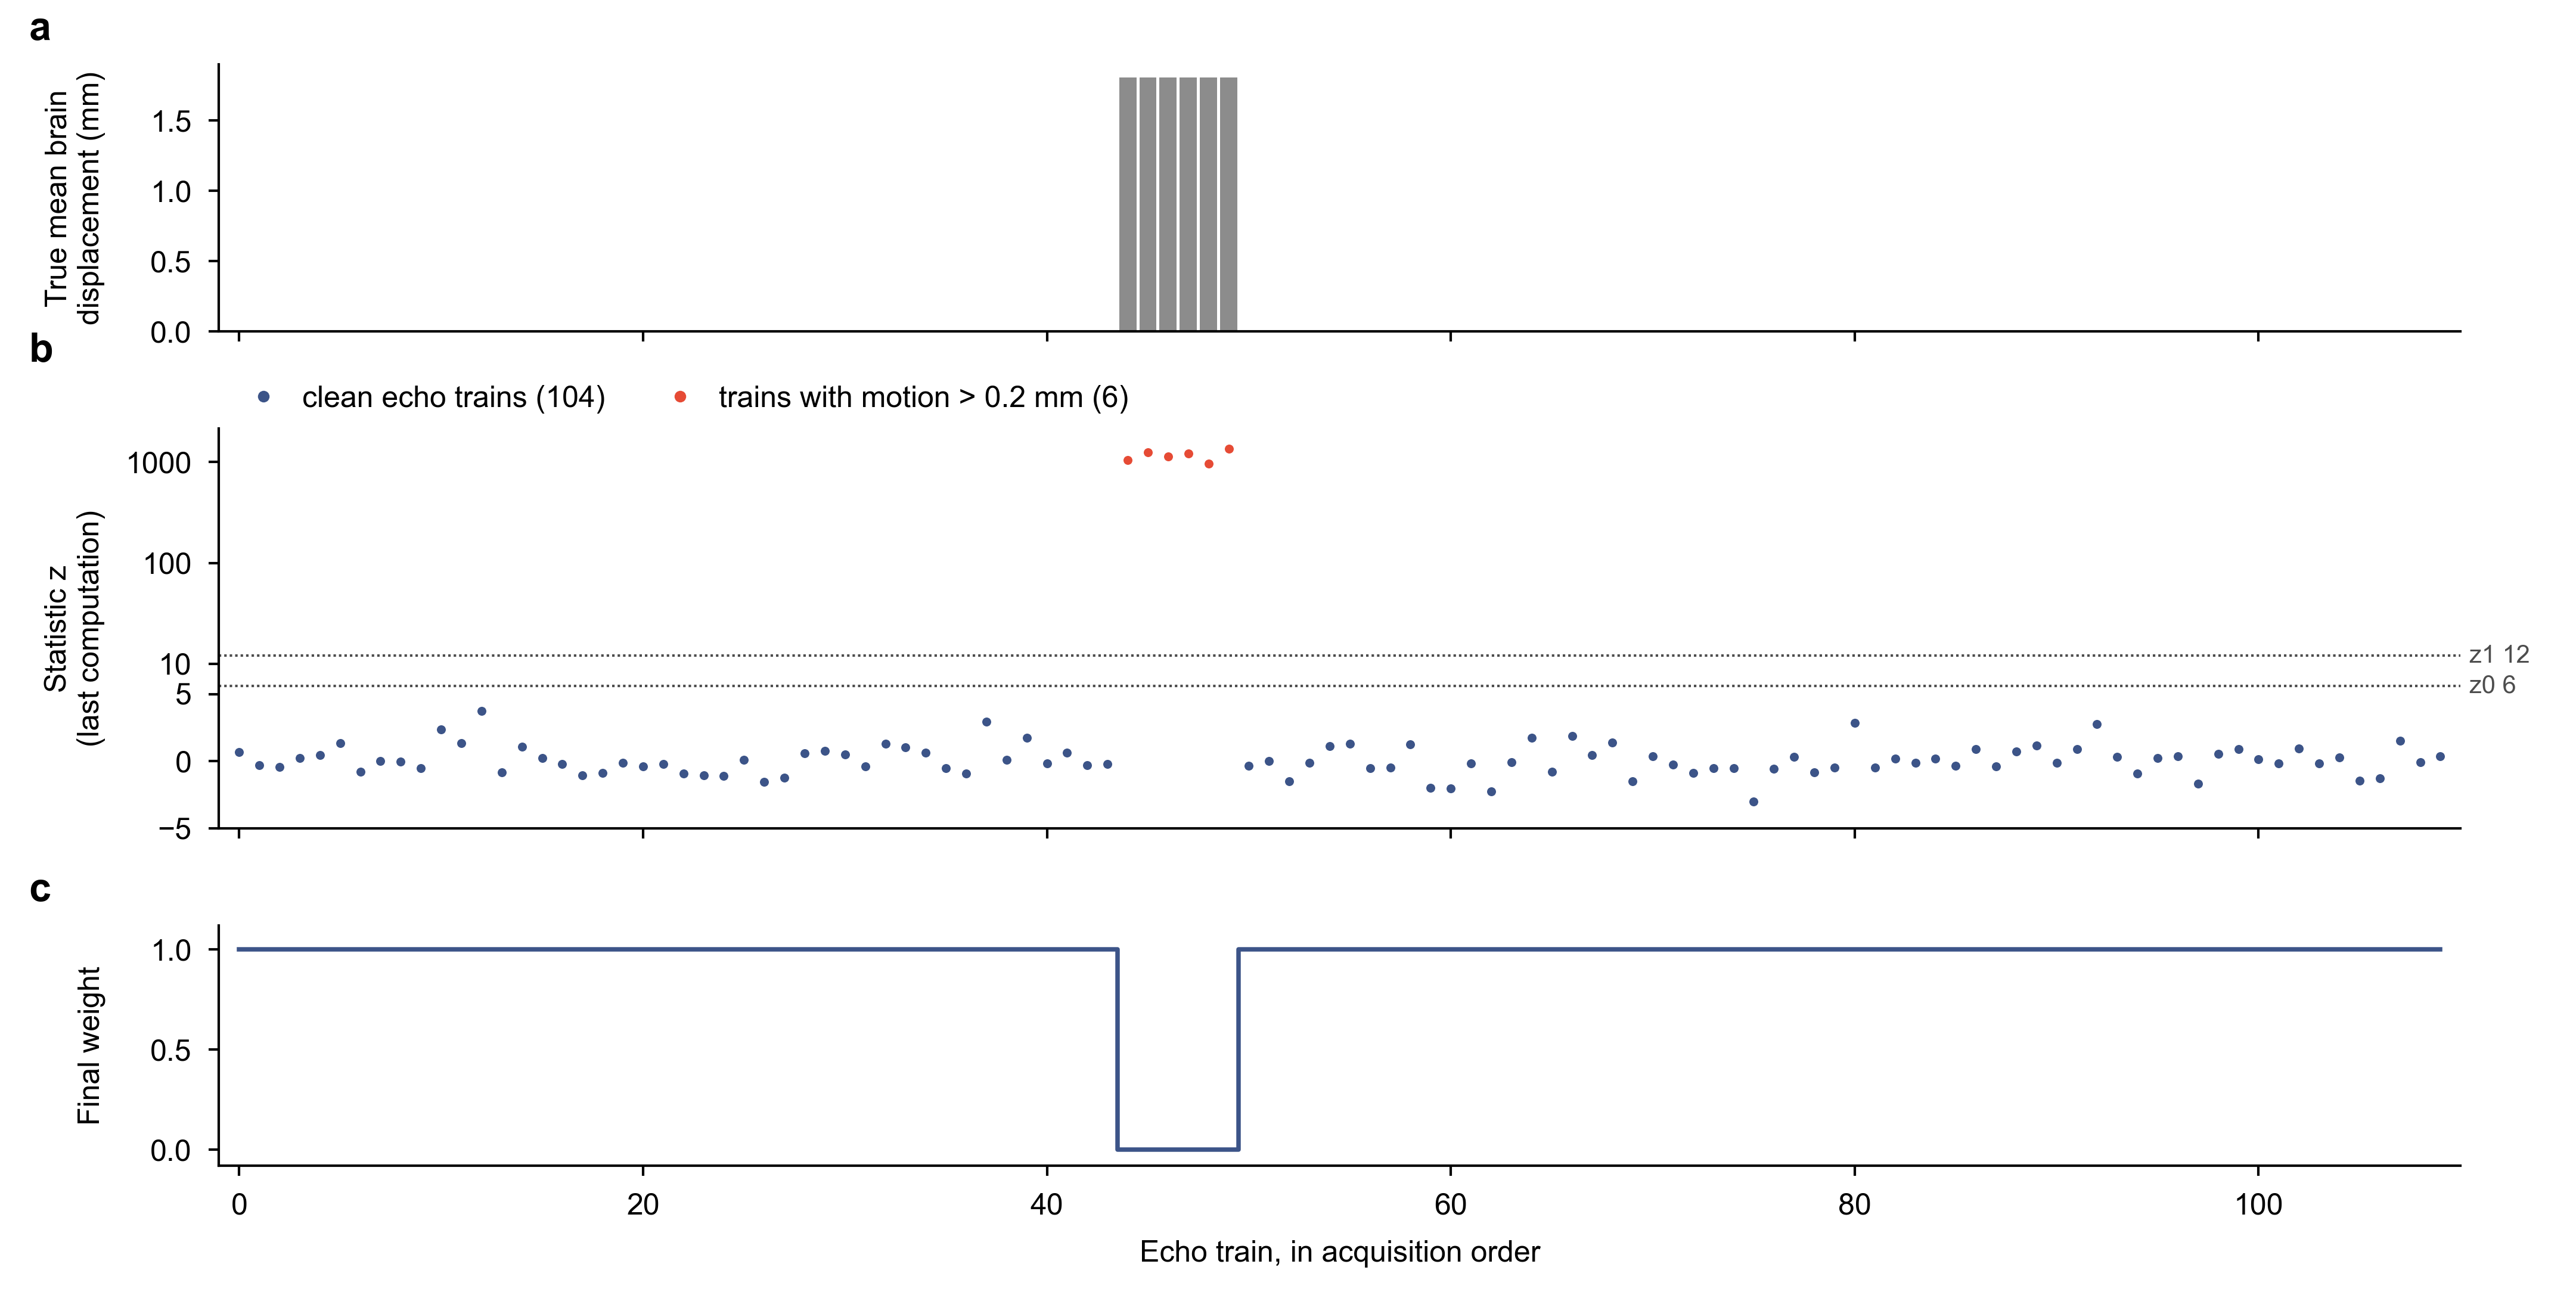 a
True mean brain
displacement (mm)
1.5
1.0
0.5
0.0
b
clean echo trains (104)
trains with motion > 0.2 mm (6)
Statistic z
(last computation)
1000
100
10
5
0
−5
z1 12
z0 6
c
Final weight
1.0
0.5
0.0
0 20 40 60 80 100
Echo train, in acquisition order